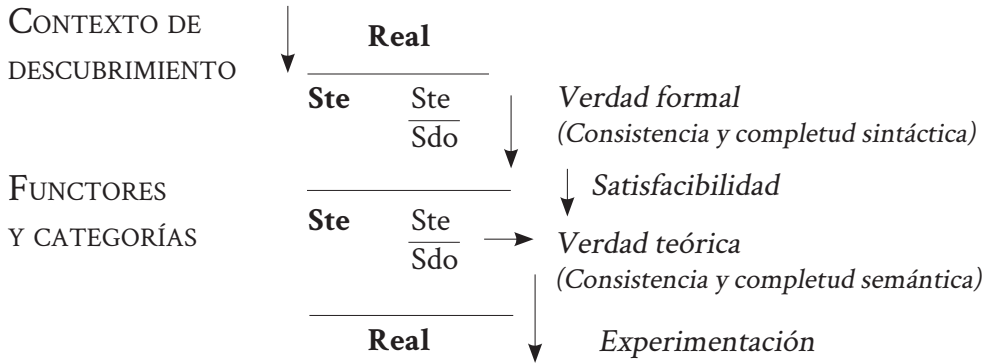 CONTEXTO DE
DESCUBRIMIENTO
Real
Ste Ste
Sdo
Verdad formal
(Consistencia y completud sintáctica)
FUNCTORES
Y CATEGORÍAS
Satisfacibilidad
Ste Ste
Sdo
Verdad teórica
(Consistencia y completud semántica)
Real
Experimentación